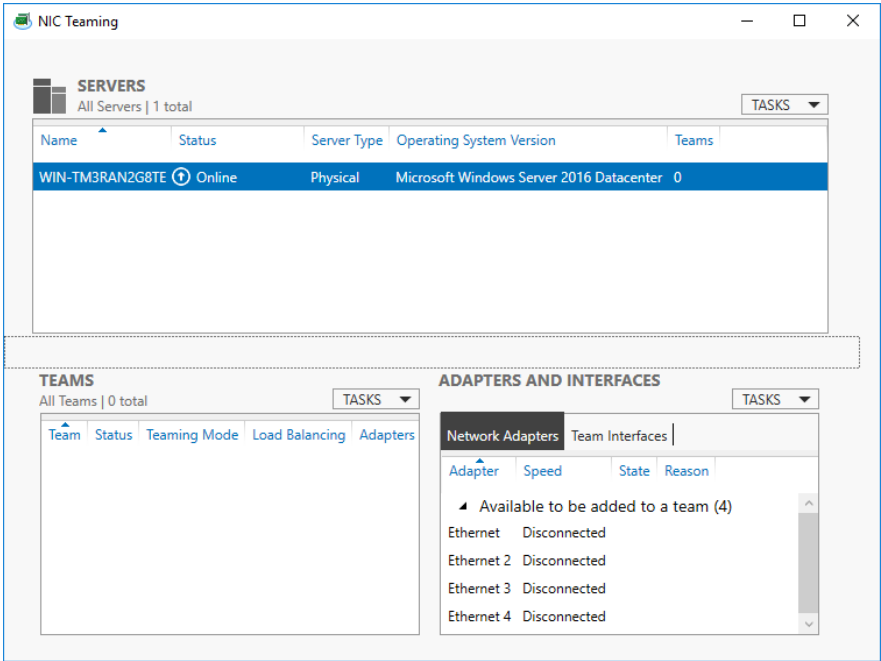 NIC Teaming
SERVERS
All Servers | 1 total
TASKS
Name Status Server Type Operating System Version Teams
WIN-TM3RAN2G8TE Online Physical Microsoft Windows Server 2016 Datacenter 0
TEAMS
All Teams | 0 total
TASKS
Team Status Teaming Mode Load Balancing Adapters
ADAPTERS AND INTERFACES
TASKS
Network Adapters Team Interfaces
Adapter Speed State Reason
Available to be added to a team (4)
Ethernet Disconnected
Ethernet 2 Disconnected
Ethernet 3 Disconnected
Ethernet 4 Disconnected